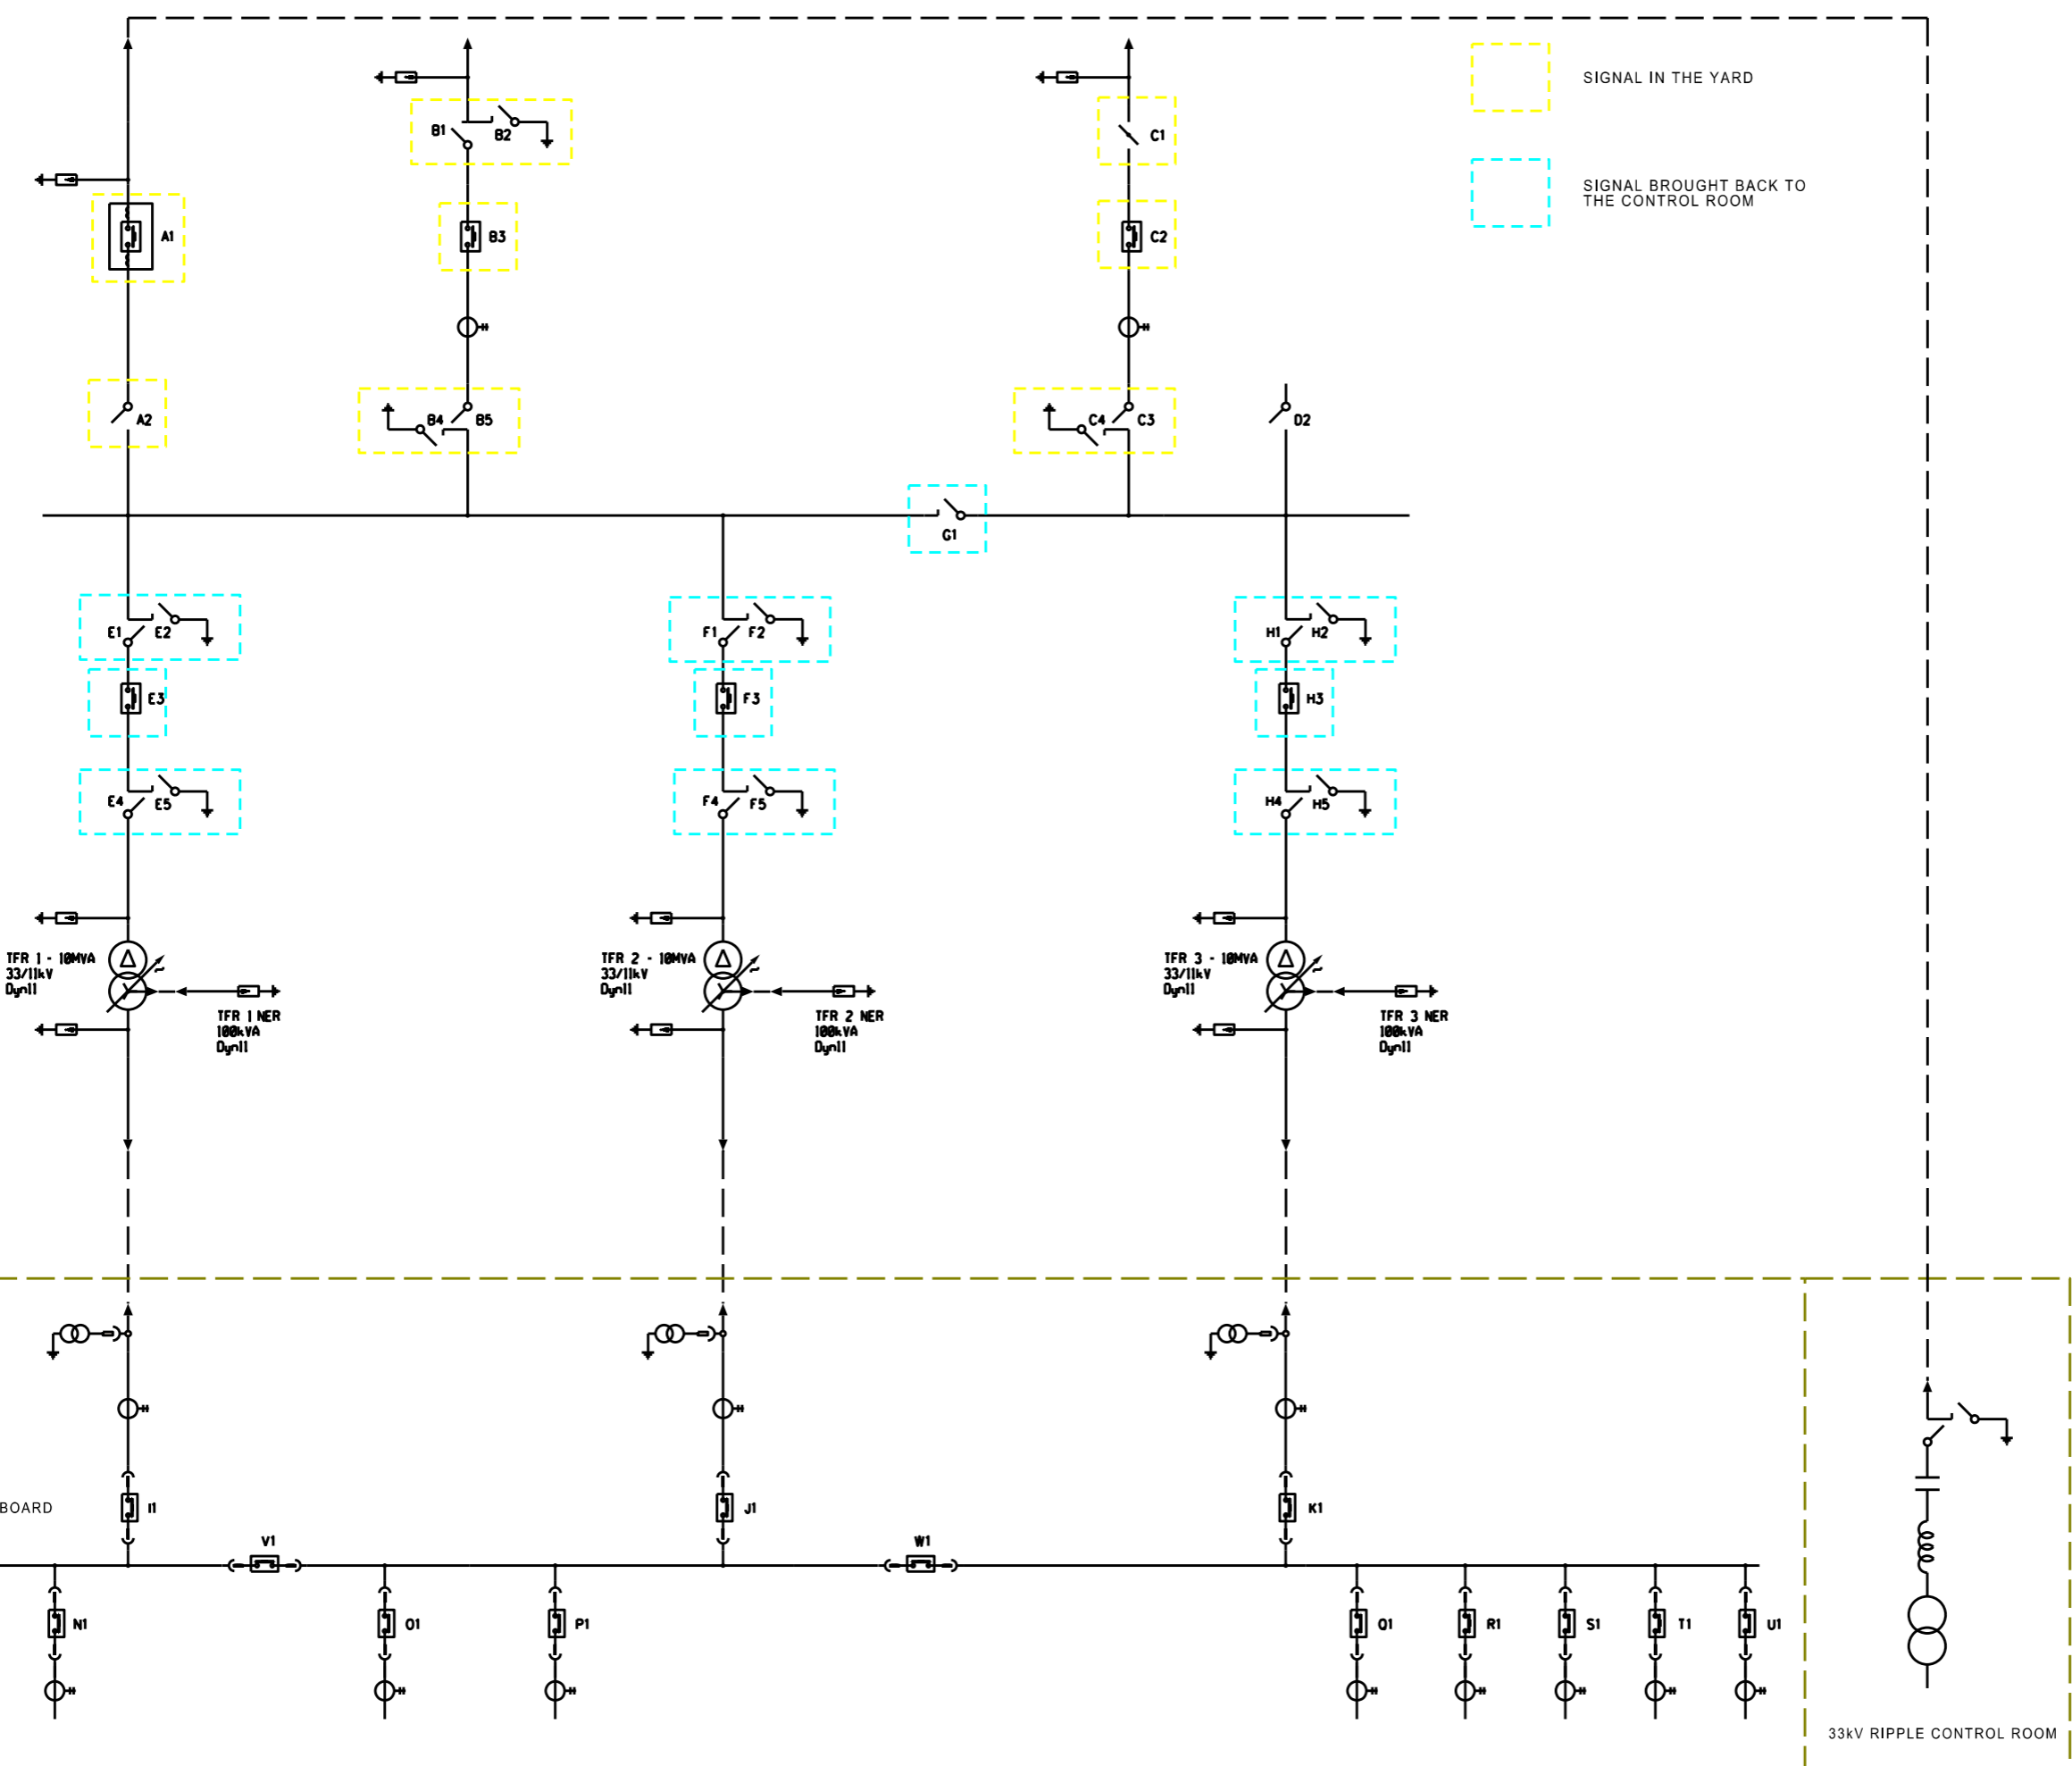 SIGNAL IN THE YARD
B1
B2
C1
SIGNAL BROUGHT BACK TO
THE CONTROL ROOM
A1
B3
C2
A2
B4
B5
C4
C3
D2
G1
E1
E2
F1
F2
H1
H2
E3
F3
H3
E4
E5
F4
F5
H4
H5
TFR 1 - 10MVA
33/11kV
Dyn11
TFR 1 NER
100kVA
Dyn11
TFR 2 - 10MVA
33/11kV
Dyn11
TFR 2 NER
100kVA
Dyn11
TFR 3 - 10MVA
33/11kV
Dyn11
TFR 3 NER
100kVA
Dyn11
BOARD
I1
J1
K1
V1
W1
N1
O1
P1
Q1
R1
S1
T1
U1
33kV RIPPLE CONTROL ROOM